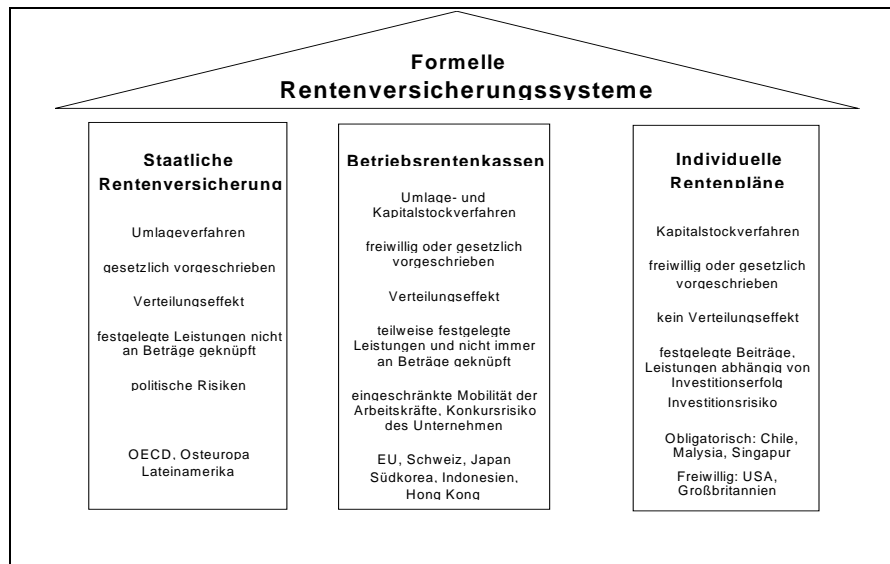 Formelle
Rentenversicherungssysteme
Staatliche
Rentenversicherung
Umlageverfahren
gesetzlich vorgeschrieben
Verteilungseffekt
festgelegte Leistungen nicht
an Beträge geknüpft
politische Risiken
OECD, Osteuropa
Lateinamerika
Betriebsrentenkassen
Umlage- und
Kapitalstockverfahren
freiwillig oder gesetzlich
vorgeschrieben
Verteilungseffekt
teilweise festgelegte
Leistungen und nicht immer
an Beträge geknüpft
eingeschränkte Mobilität der
Arbeitskräfte, Konkursrisiko
des Unternehmen
EU, Schweiz, Japan
Südkorea, Indonesien,
Hong Kong
Individuelle
Rentenpläne
Kapitalstockverfahren
freiwillig oder gesetzlich
vorgeschrieben
kein Verteilungseffekt
festgelegte Beiträge,
Leistungen abhängig von
Investitionserfolg
Investitionsrisiko
Obligatorisch: Chile,
Malysia, Singapur
Freiwillig: USA,
Großbritannien